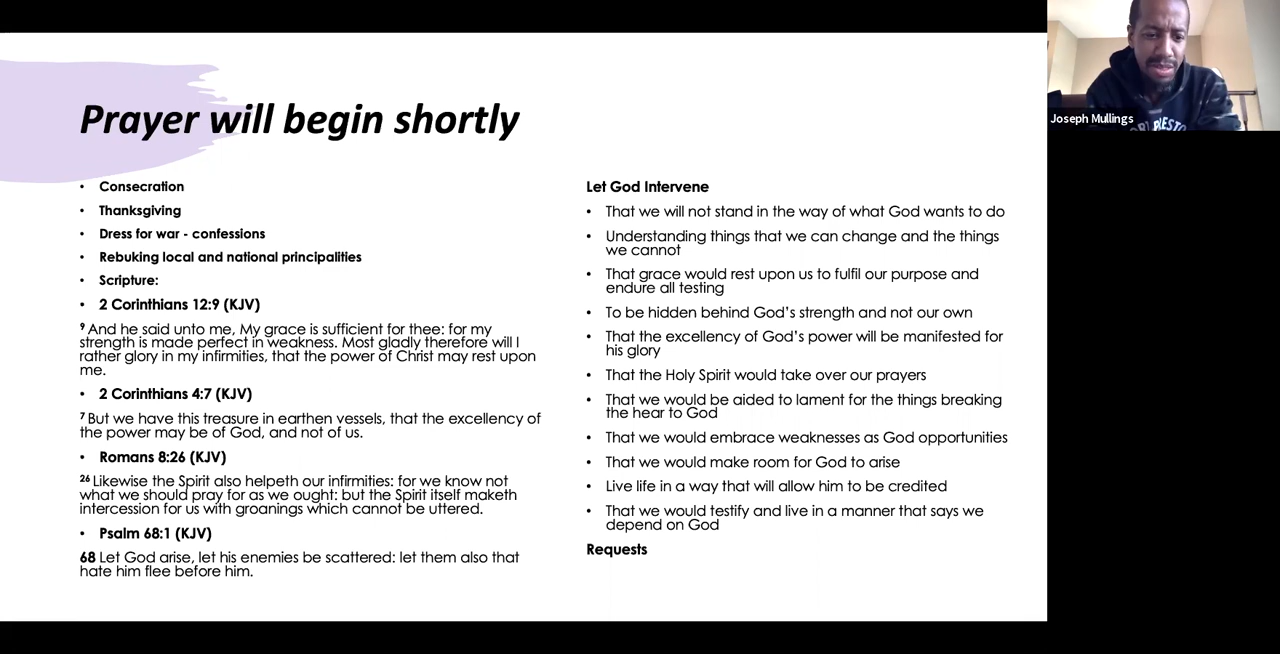 Prayer will begin shortly
• Consecration
• Thanksgiving
• Dress for war - confessions
• Rebuking local and national principalities
• Scripture:
• 2 Corinthians 12:9 (KJV)
9 And he said unto me, My grace is sufficient for thee: for my
strength is made perfect in weakness. Most gladly therefore will I
rather glory in my infirmities, that the power of Christ may rest upon
me.
• 2 Corinthians 4:7 (KJV)
7 But we have this treasure in earthen vessels, that the excellency of
the power may be of God, and not of us.
• Romans 8:26 (KJV)
26 Likewise the Spirit also helpeth our infirmities: for we know not
what we should pray for as we ought: but the Spirit itself maketh
intercession for us with groanings which cannot be uttered.
• Psalm 68:1 (KJV)
68 Let God arise, let his enemies be scattered: let them also that
hate him flee before him.
Let God Intervene
• That we will not stand in the way of what God wants to do
• Understanding things that we can change and the things
we cannot
• That grace would rest upon us to fulfil our purpose and
endure all testing
• To be hidden behind God's strength and not our own
• That the excellency of God's power will be manifested for
his glory
• That the Holy Spirit would take over our prayers
• That we would be aided to lament for the things breaking
the hear to God
• That we would embrace weaknesses as God opportunities
• That we would make room for God to arise
• Live life in a way that will allow him to be credited
• That we would testify and live in a manner that says we
depend on God
Requests
Joseph Mullings